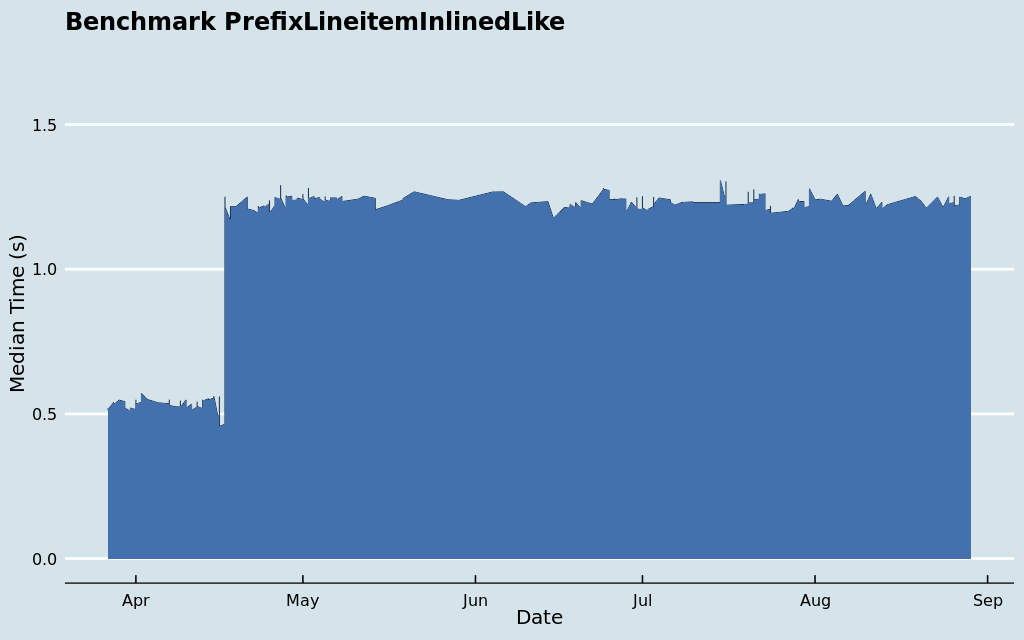 Benchmark PrefixLineitemInlinedLike
Median Time (s)
1.5
1.0
0.5
0.0
Apr May Jun Jul Aug Sep
Date